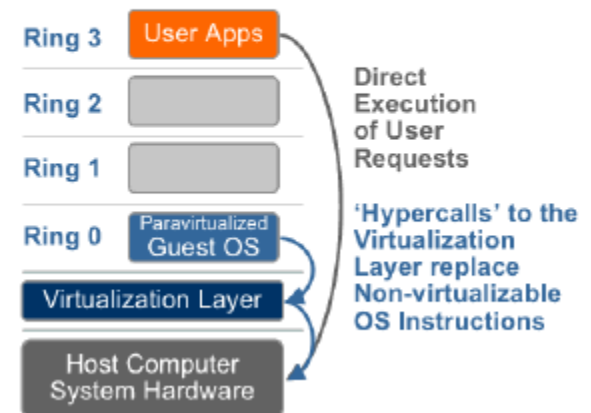 Ring 3
User Apps
Ring 2
Ring 1
Ring 0
Paravirtualized
Guest OS
Virtualization Layer
Host Computer
System Hardware
Direct
Execution
of User
Requests
‘Hypercalls’ to the
Virtualization
Layer replace
Non-virtualizable
OS Instructions